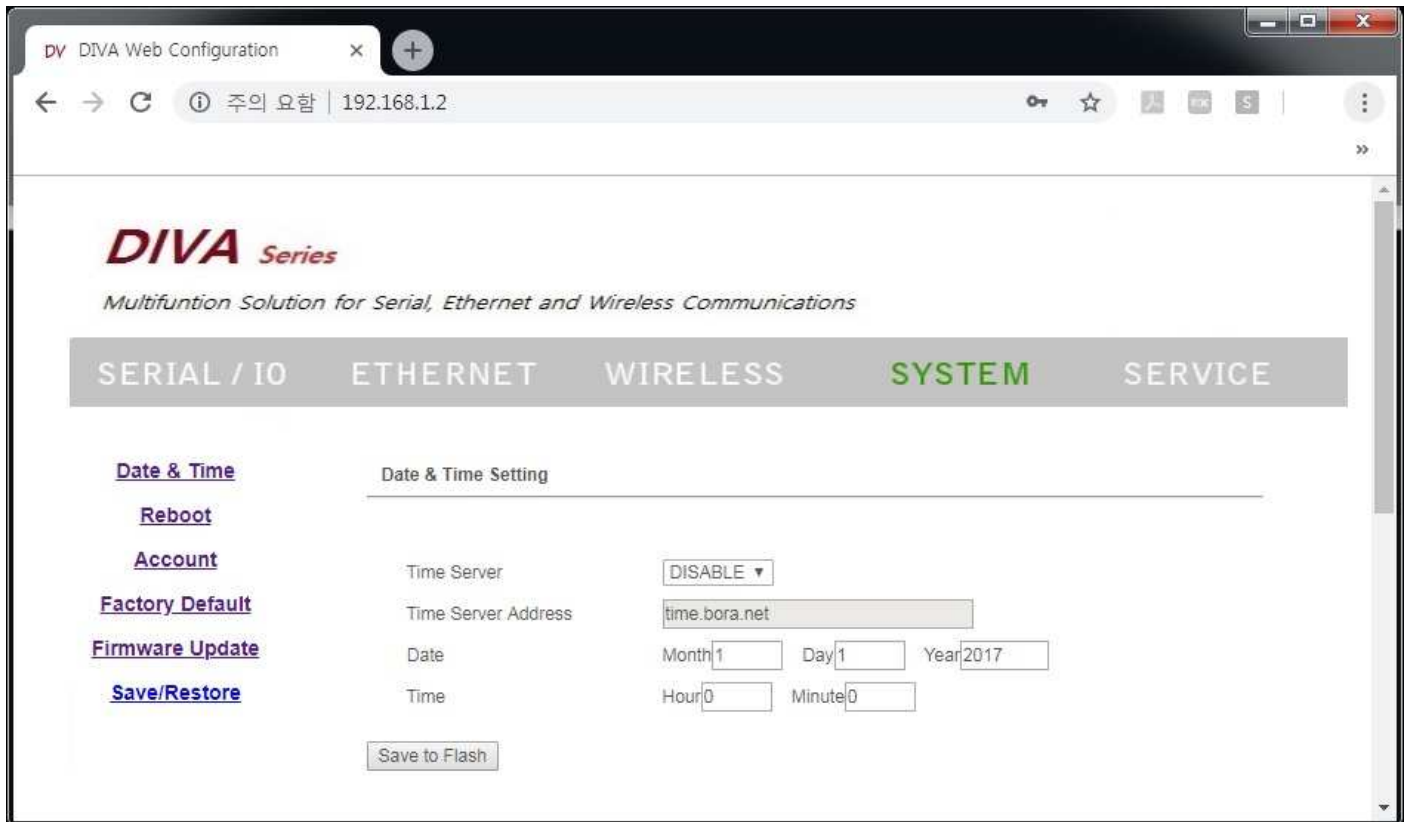 DV DIVA Web Configuration
주의 요함 192.168.1.2
DIVA Series
Multifuntion Solution for Serial, Ethernet and Wireless Communications
SERIAL / IO ETHERNET WIRELESS SYSTEM SERVICE
Date & Time
Reboot
Account
Factory Default
Firmware Update
Save/Restore
Date & Time Setting
Time Server DISABLE
Time Server Address time.bora.net
Date Month 1 Day 1 Year 2017
Time Hour 0 Minute 0
Save to Flash